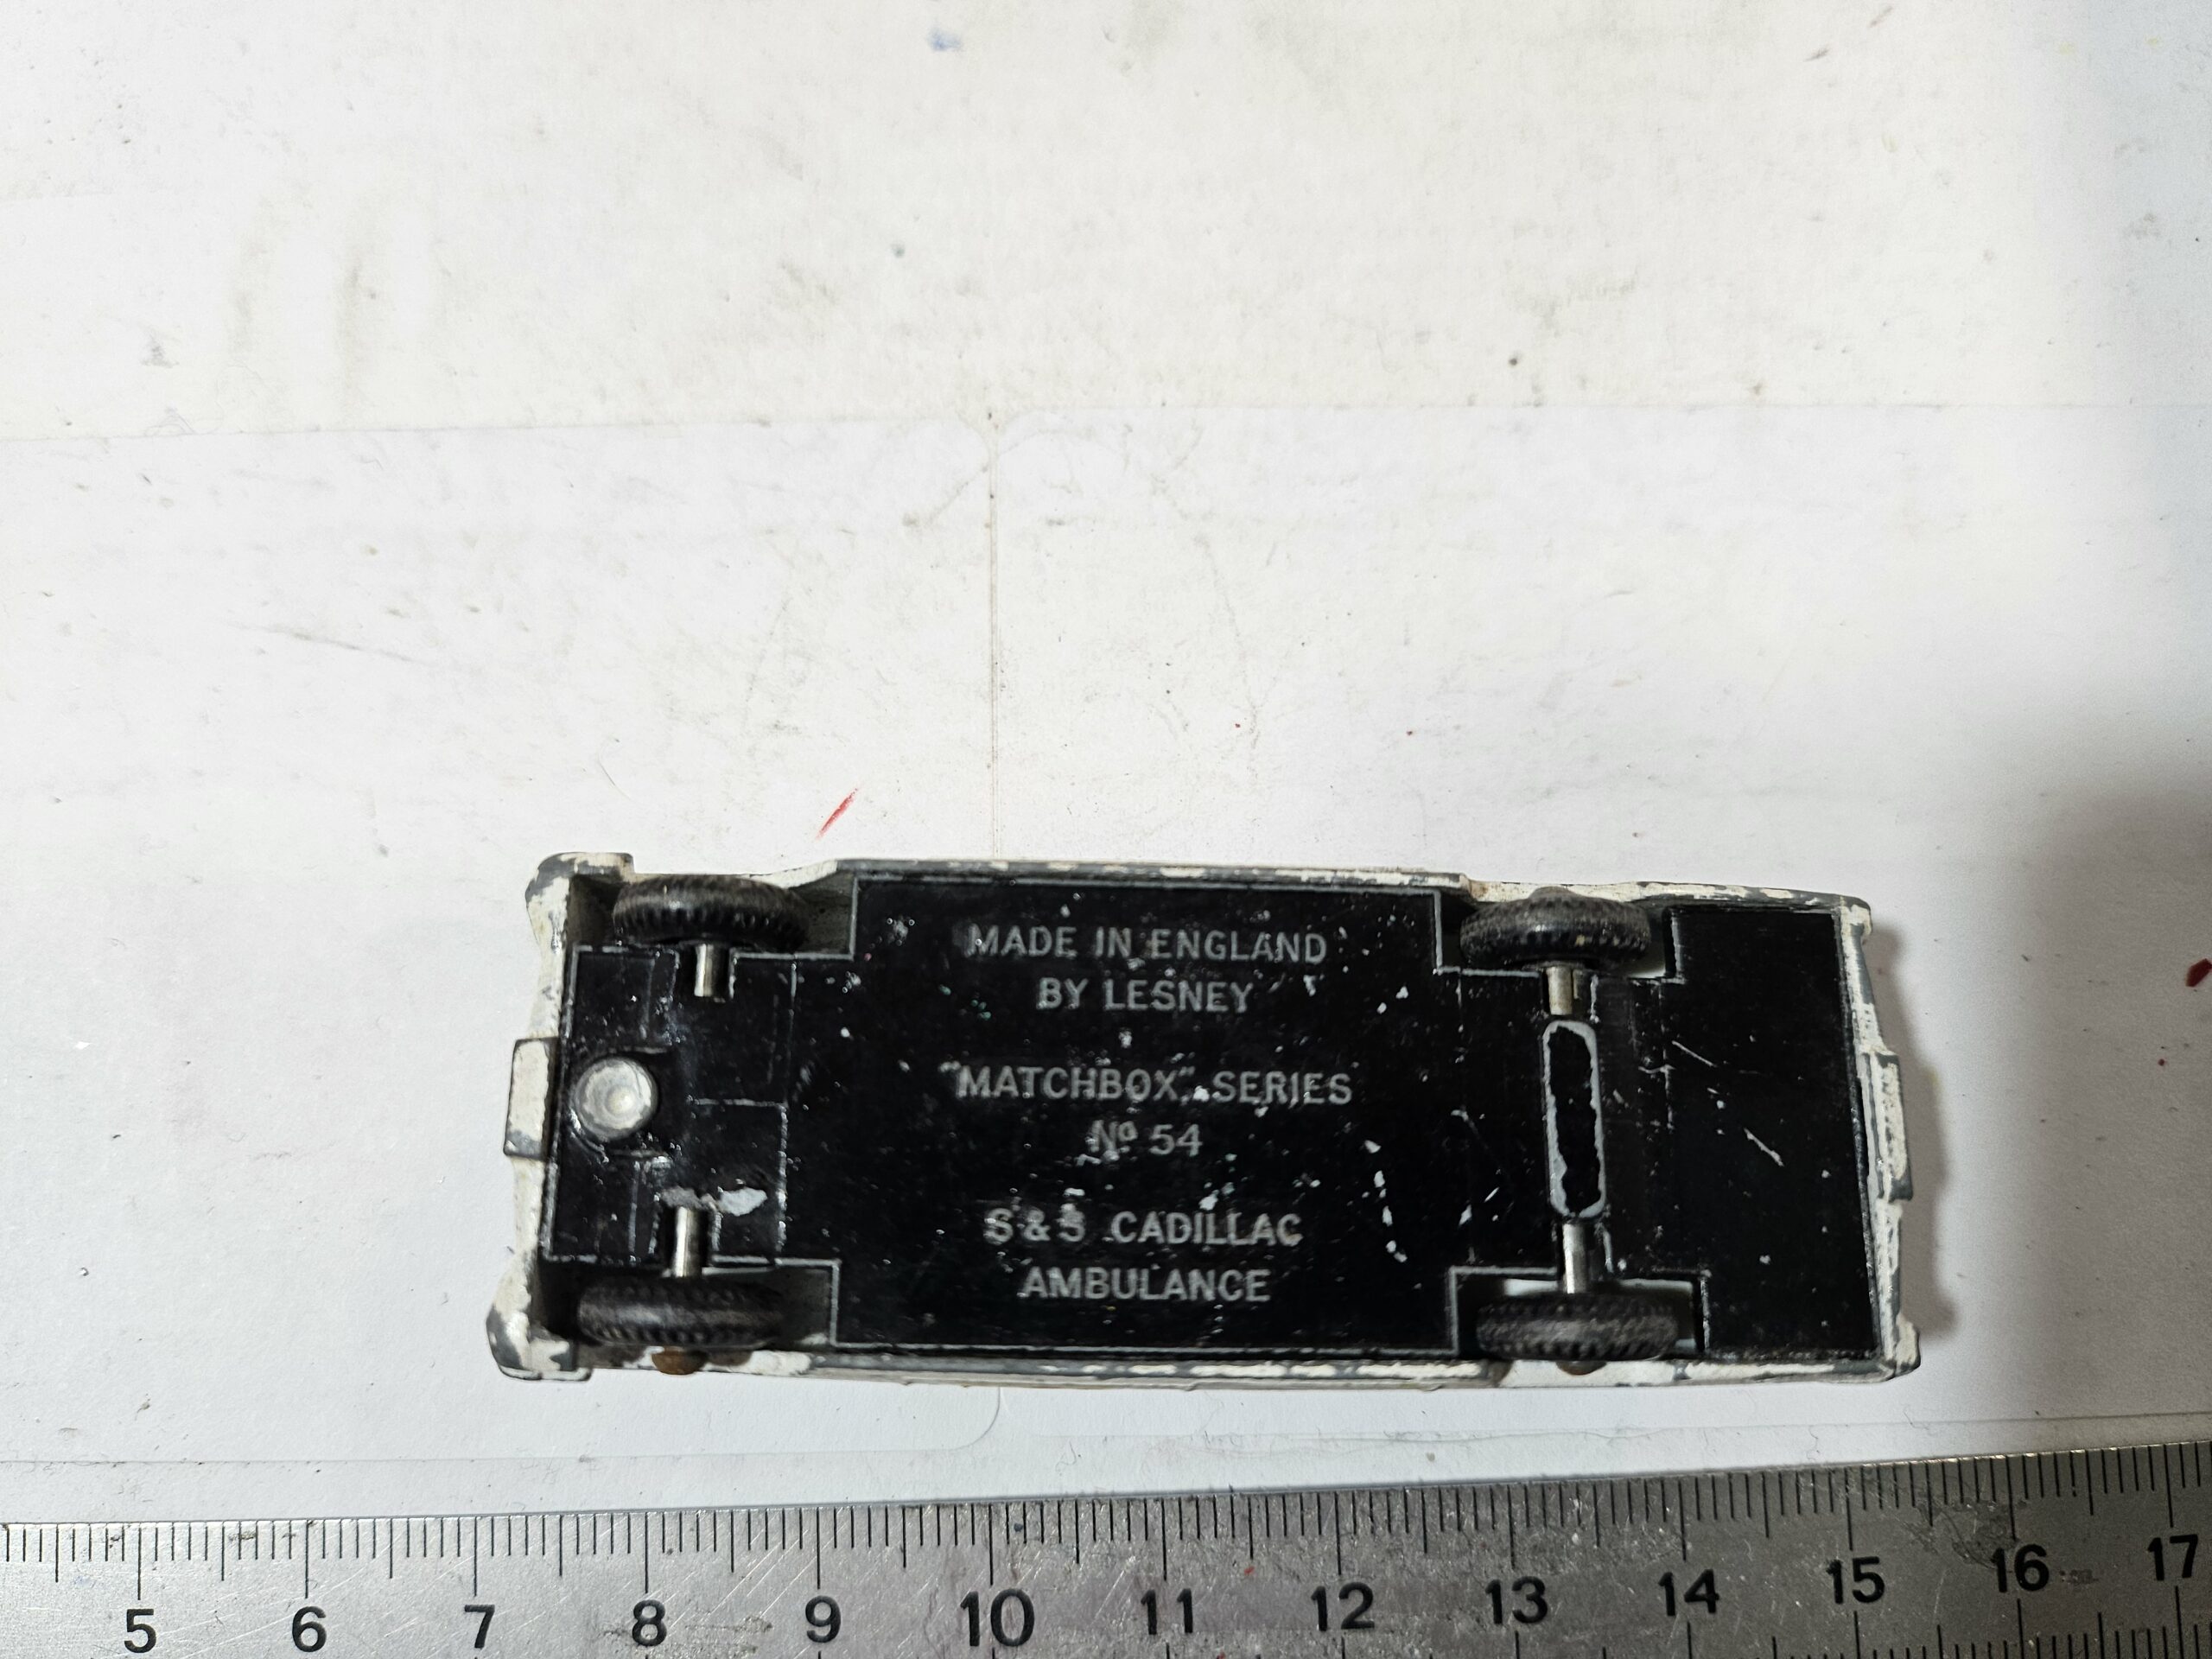 MADE IN ENGLAND
BY LESNEY
"MATCHBOX" SERIES
Nº 54
S & S CADILLAC
AMBULANCE
5 6 7 8 9 10 11 12 13 14 15 16 17